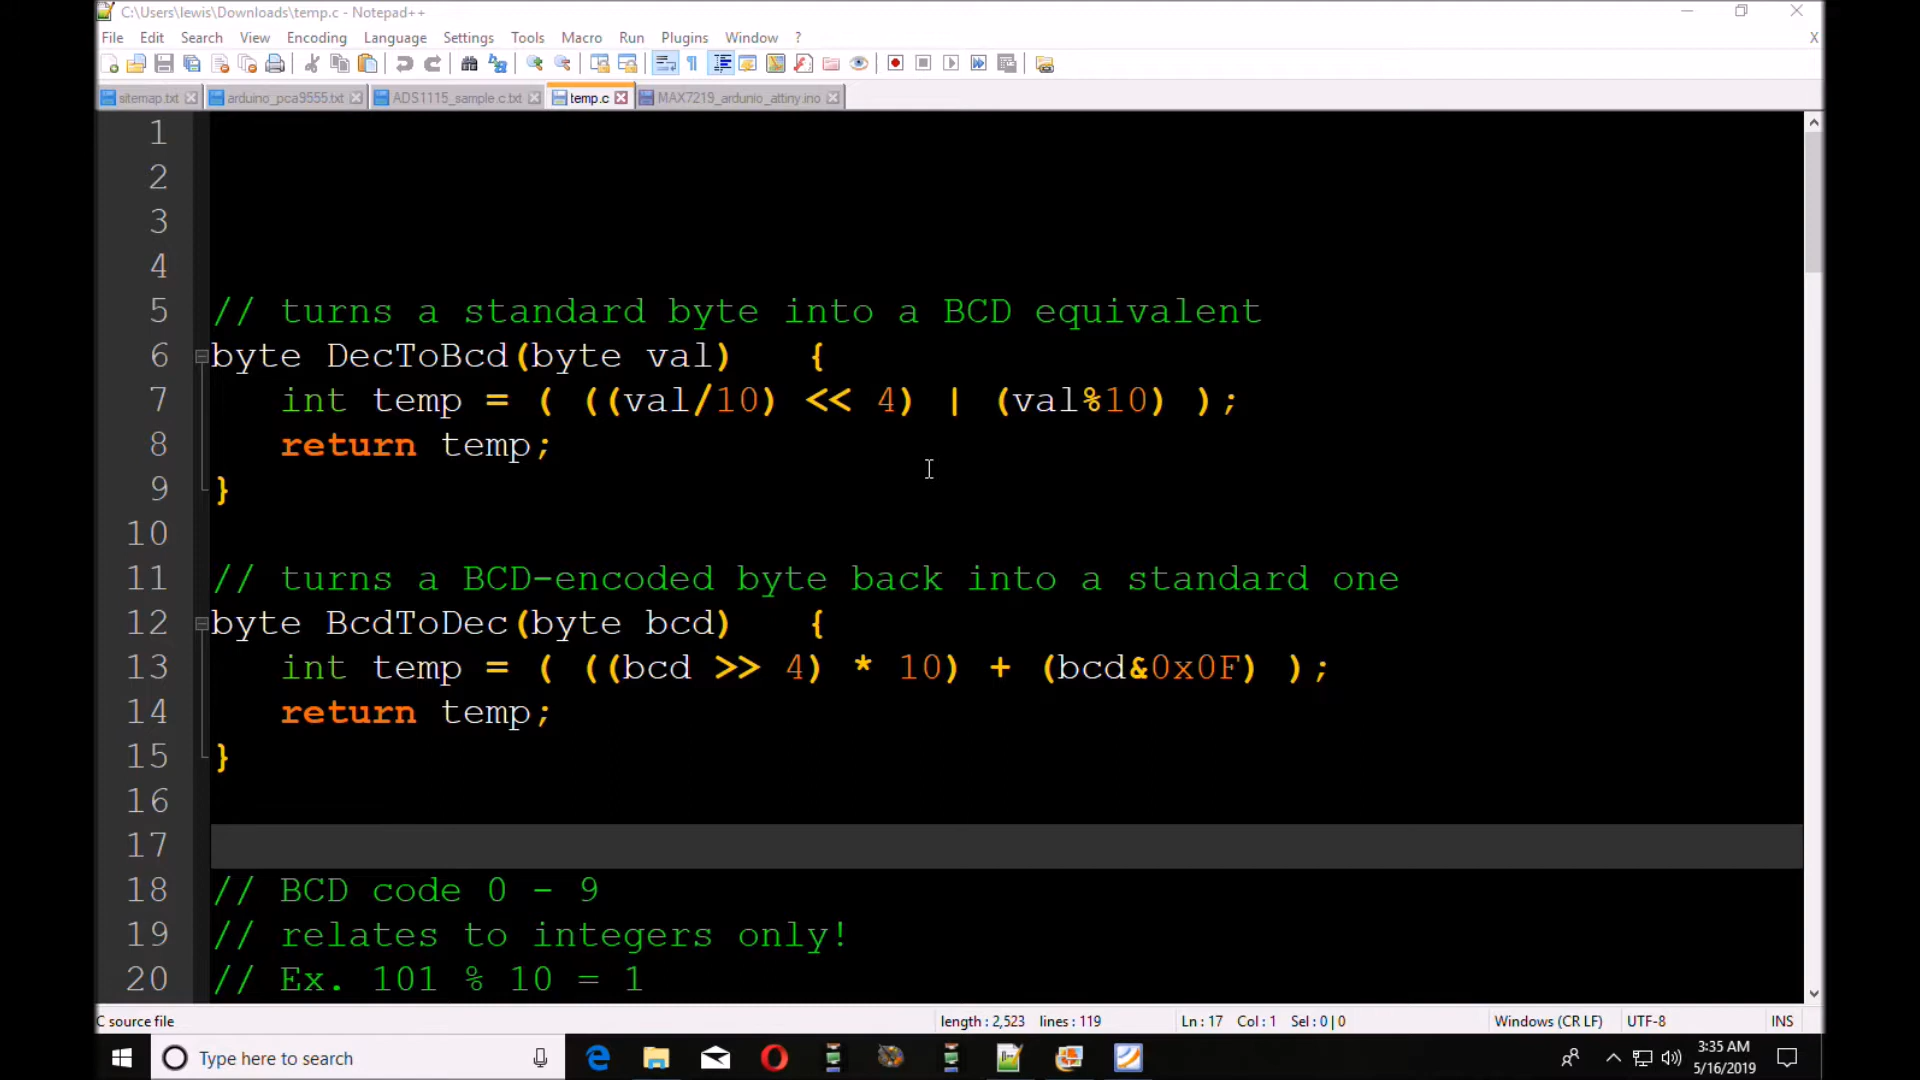 C:\Users\lewis\Downloads\temp.c - Notepad++
File Edit Search View Encoding Language Settings Tools Macro Run Plugins Window ? X
sitemap.txt arduino_pca9555.txt ADS1115_sample.c.txt temp.c MAX7219_ardunio_attiny.ino
1
2
3
4
5 // turns a standard byte into a BCD equivalent
6 byte DecToBcd(byte val) {
7 int temp = ( ((val/10) << 4) | (val%10) );
8 return temp;
9 }
10
11 // turns a BCD-encoded byte back into a standard one
12 byte BcdToDec(byte bcd) {
13 int temp = ( ((bcd >> 4) * 10) + (bcd&0x0F) );
14 return temp;
15 }
16
17
18 // BCD code 0 - 9
19 // relates to integers only!
20 // Ex. 101 % 10 = 1
C source file length : 2,523 lines : 119 Ln : 17 Col : 1 Sel : 0 | 0 Windows (CR LF) UTF-8 INS
Type here to search
3:35 AM
5/16/2019